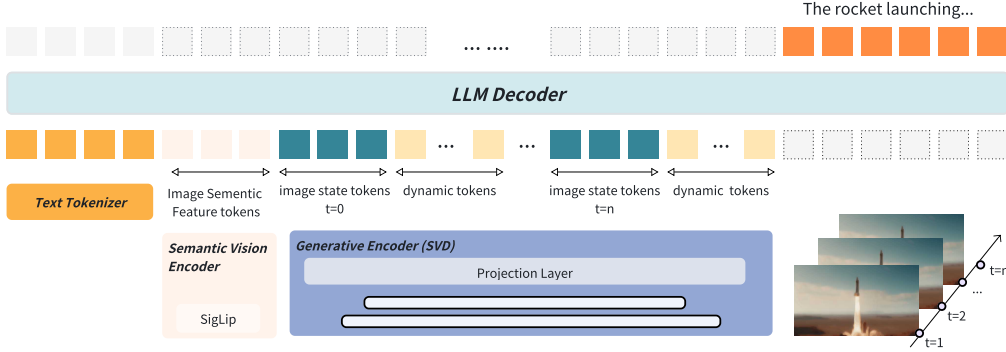 The rocket launching...
... ....
LLM Decoder
... ... ...
Text Tokenizer
Image Sementic
Feature tokens
image state tokens
t=0
dynamic tokens
image state tokens
t=n
dynamic tokens
Semantic Vision
Encoder
SigLip
Generative Encoder (SVD)
Projection Layer
t=1
t=2
...
t=n